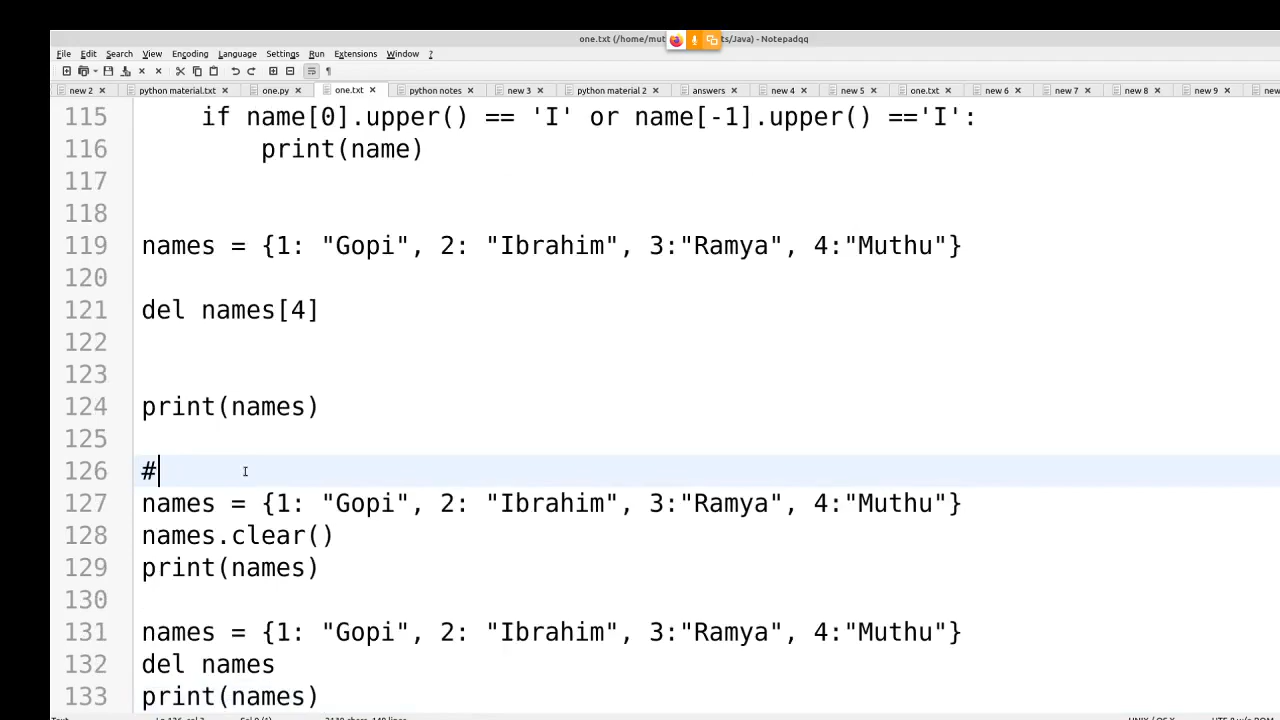 one.txt (/home/mut ts/Java) - Notepadqq
File Edit Search View Encoding Language Settings Run Extensions Window ?
new 2 python material.txt one.py one.txt python notes new 3 python material 2 answers new 4 new 5 one.txt new 6 new 7 new 8 new 9 new
115 if name[0].upper() == 'I' or name[-1].upper() =='I':
116 print(name)
117
118
119 names = {1: "Gopi", 2: "Ibrahim", 3:"Ramya", 4:"Muthu"}
120
121 del names[4]
122
123
124 print(names)
125
126 #
127 names = {1: "Gopi", 2: "Ibrahim", 3:"Ramya", 4:"Muthu"}
128 names.clear()
129 print(names)
130
131 names = {1: "Gopi", 2: "Ibrahim", 3:"Ramya", 4:"Muthu"}
132 del names
133 print(names)